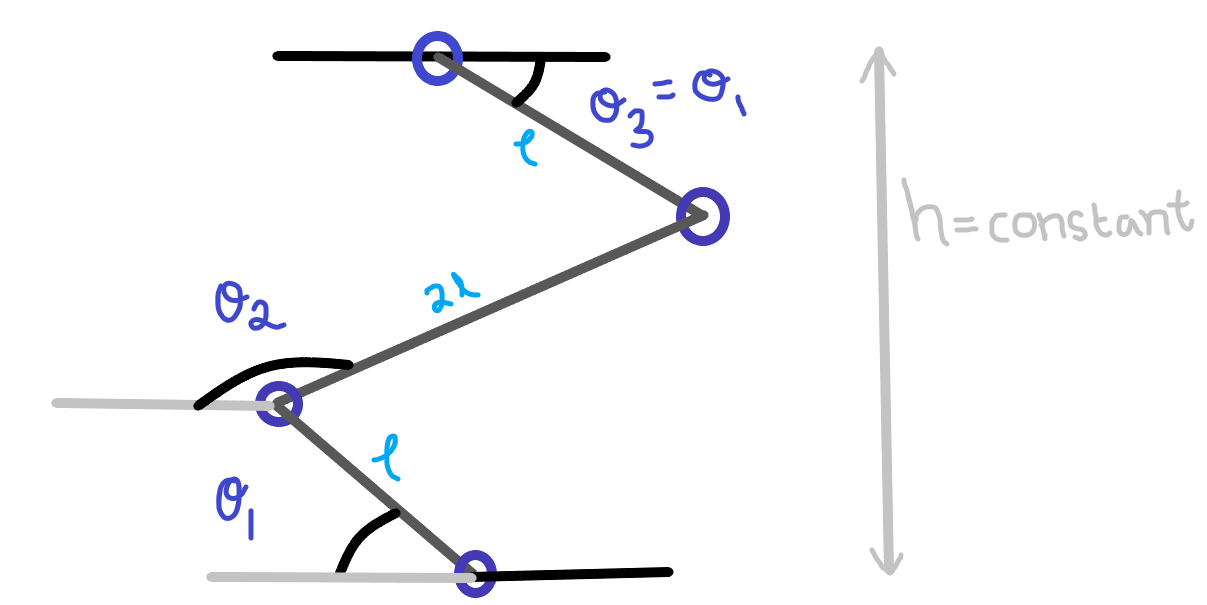 θ₃ = θ₁
l
h = constant
2l
θ₂
l
θ₁